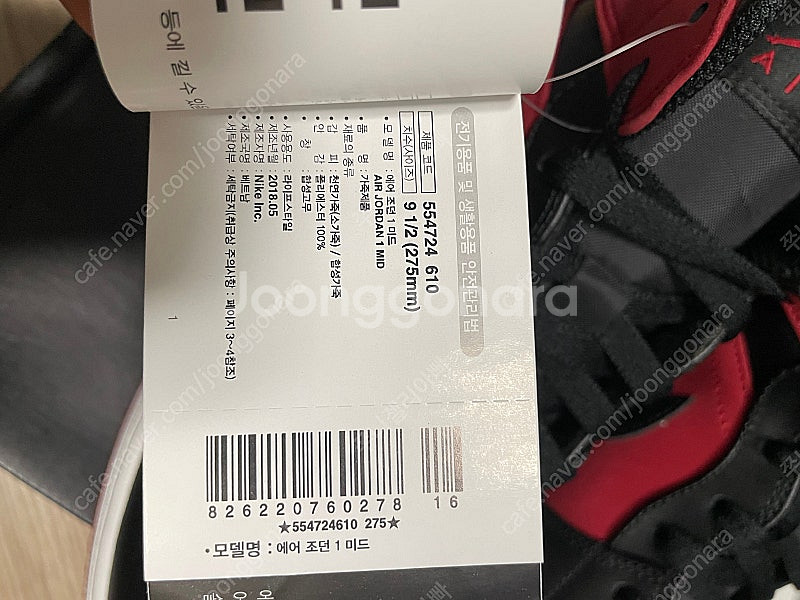 등에 낄 수 있
전기용품 및 생활용품 안전관리법
제품 코드 554724 610
치수(사이즈) 9 1/2 (275mm)
• 모 델 명 : 에어 조던 1 미드
AIR JORDAN 1 MID
• 품 명 : 가죽제품
• 재료의 종류
겉 피 : 천연가죽(소가죽) / 합성가죽
안 감 : 폴리에스터 100%
창 : 합성고무
• 사용용도 : 라이프스타일
• 제조년월 : 2018.05
• 제조자명 : Nike Inc.
• 제조국명 : 베트남
• 세탁여부 : 세탁금지(취급상 주의사항 : 페이지 3~4참조)
1
826220760278 16
★554724610 275★
• 모델명 : 에어 조던 1 미드
Joonggonara
cafe.naver.com/joonggonara